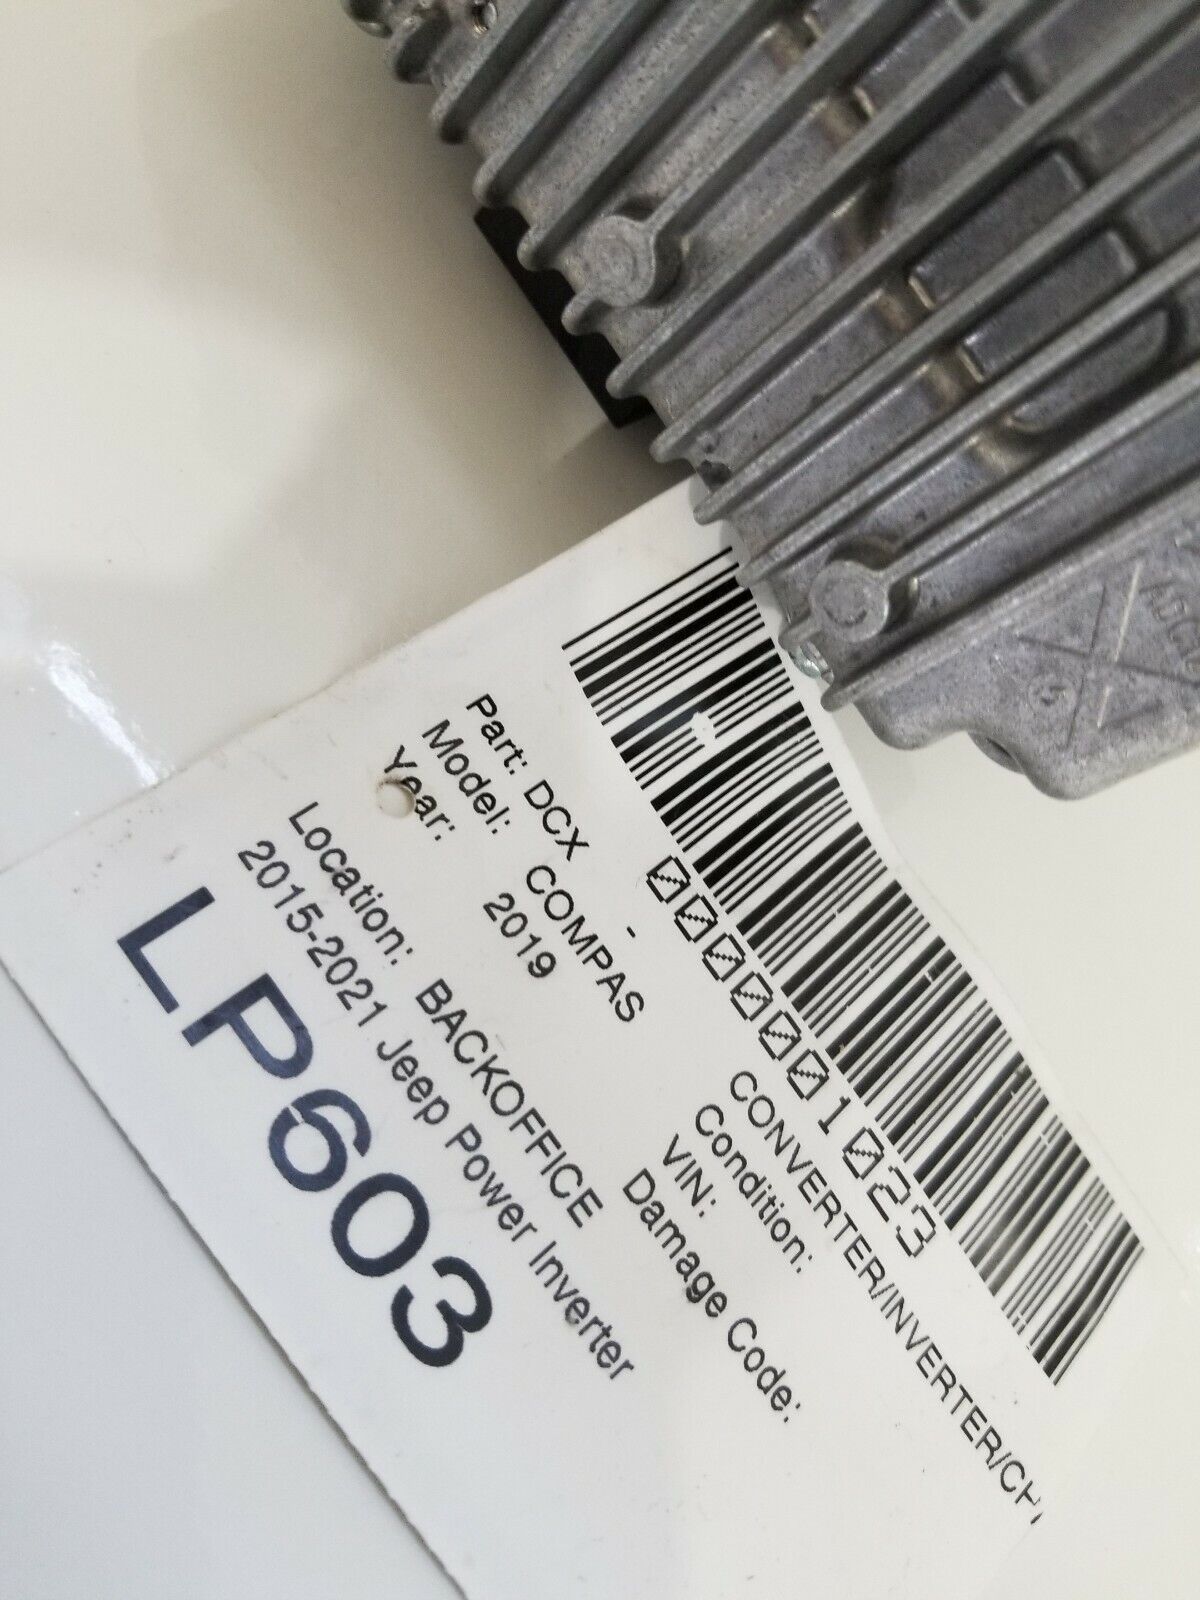 0000001023
Part: DCX - CONVERTER/INVERTER/CH
Model: COMPAS Condition:
Year: 2019 VIN:
Damage Code:
Location: BACKOFFICE
2015-2021 Jeep Power Inverter
LP603